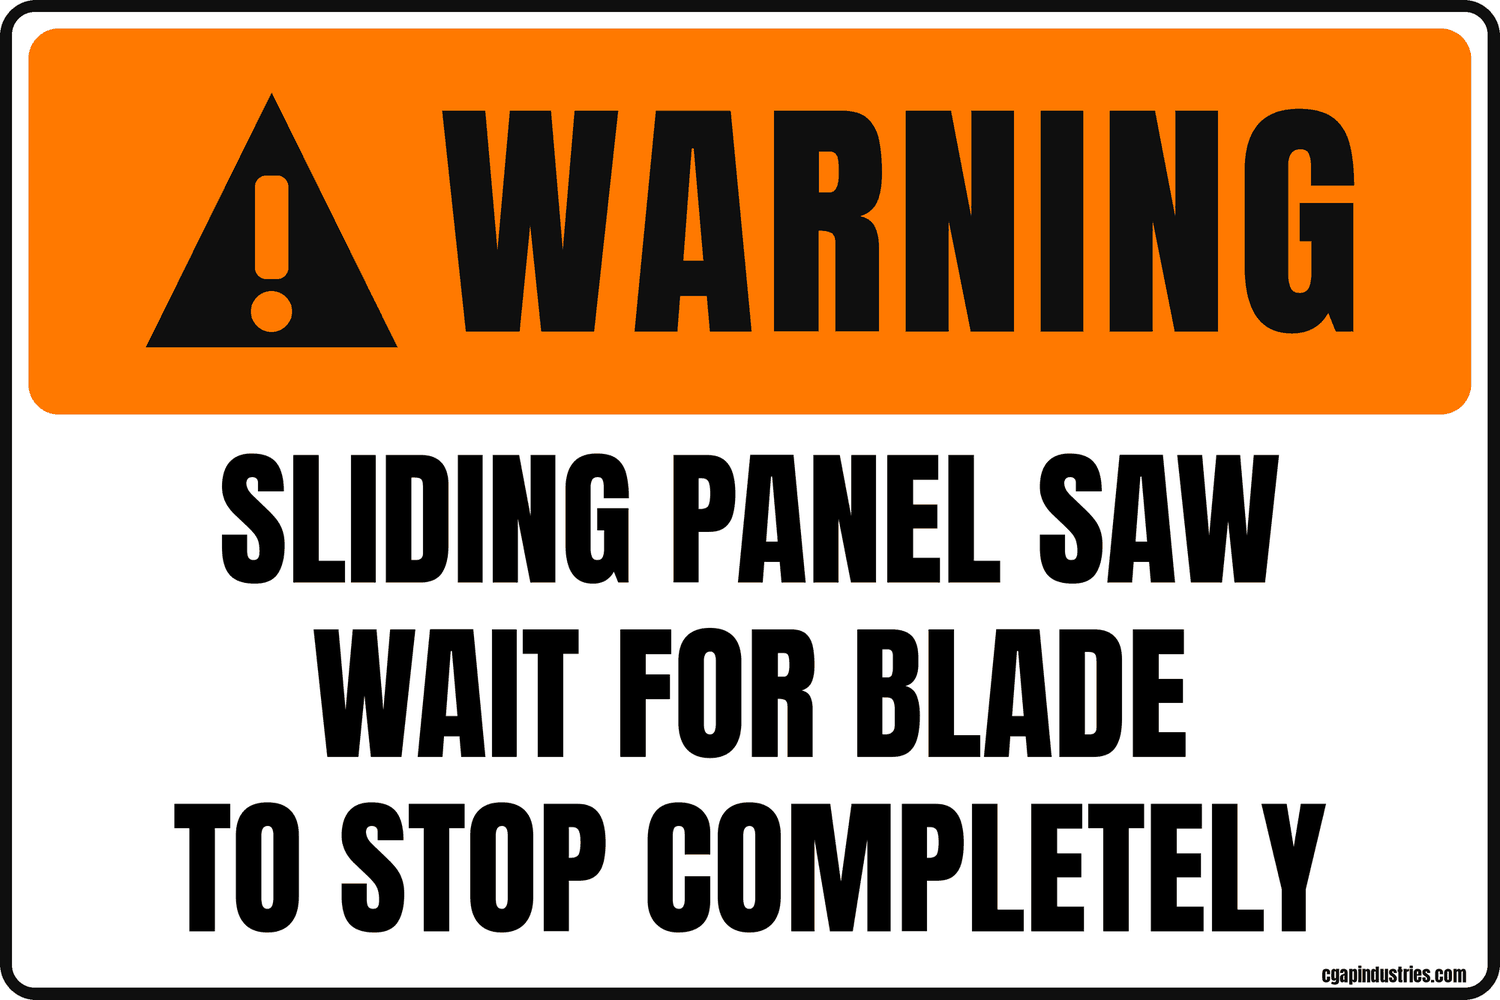 WARNING
SLIDING PANEL SAW
WAIT FOR BLADE
TO STOP COMPLETELY
cgapindustries.com